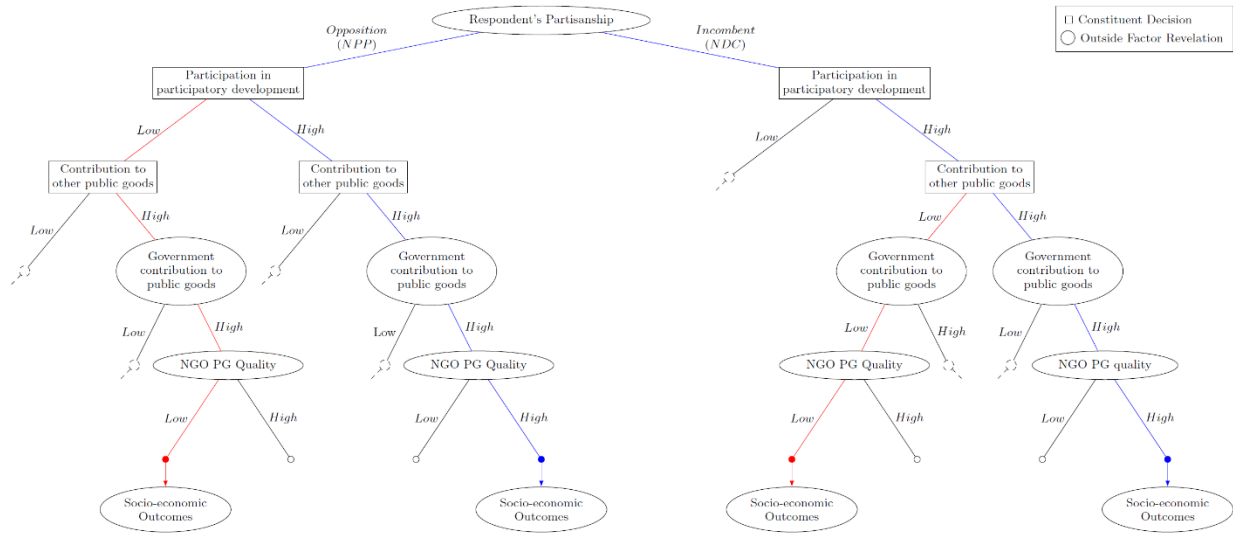 Respondent's Partisanship
Constituent Decision
Outside Factor Revelation
Opposition
(NPP)
Incombent
(NDC)
Participation in
participatory development
Participation in
participatory development
Low
High
Low
High
Contribution to
other public goods
Contribution to
other public goods
Contribution to
other public goods
Low
High
Low
High
Low
High
Government
contribution to
public goods
Government
contribution to
public goods
Government
contribution to
public goods
Government
contribution to
public goods
Low
High
Low
High
Low
High
Low
High
NGO PG Quality
NGO PG Quality
NGO PG Quality
NGO PG quality
Low
High
Low
High
Low
High
Low
High
Socio-economic
Outcomes
Socio-economic
Outcomes
Socio-economic
Outcomes
Socio-economic
Outcomes